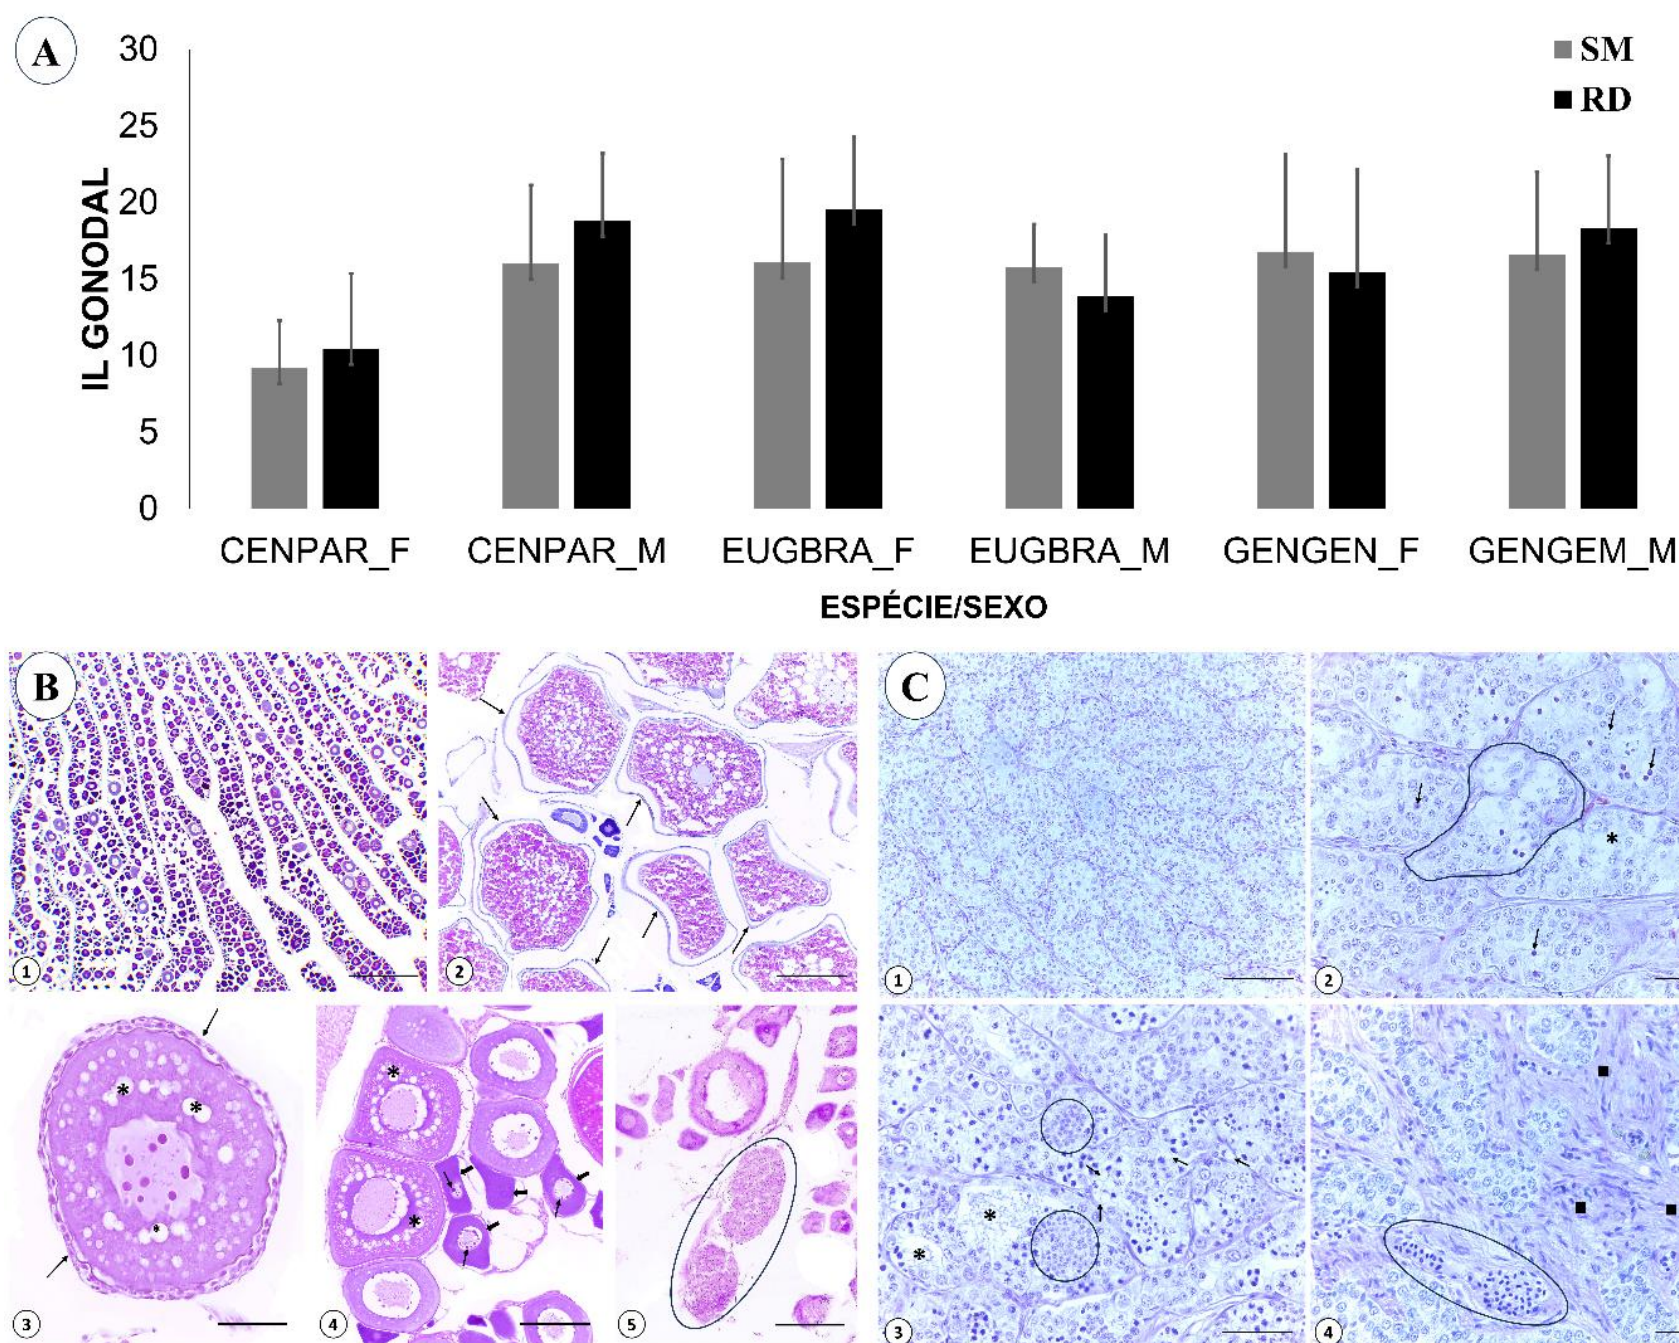 A
30
25
20
15
10
5
0
IL GONODAL
SM
RD
CENPAR_F CENPAR_M EUGBRA_F EUGBRA_M GENGEN_F GENGEM_M
ESPÉCIE/SEXO
B
1
2
3
* * *
4
* *
5
C
1
2
*
3
* *
4